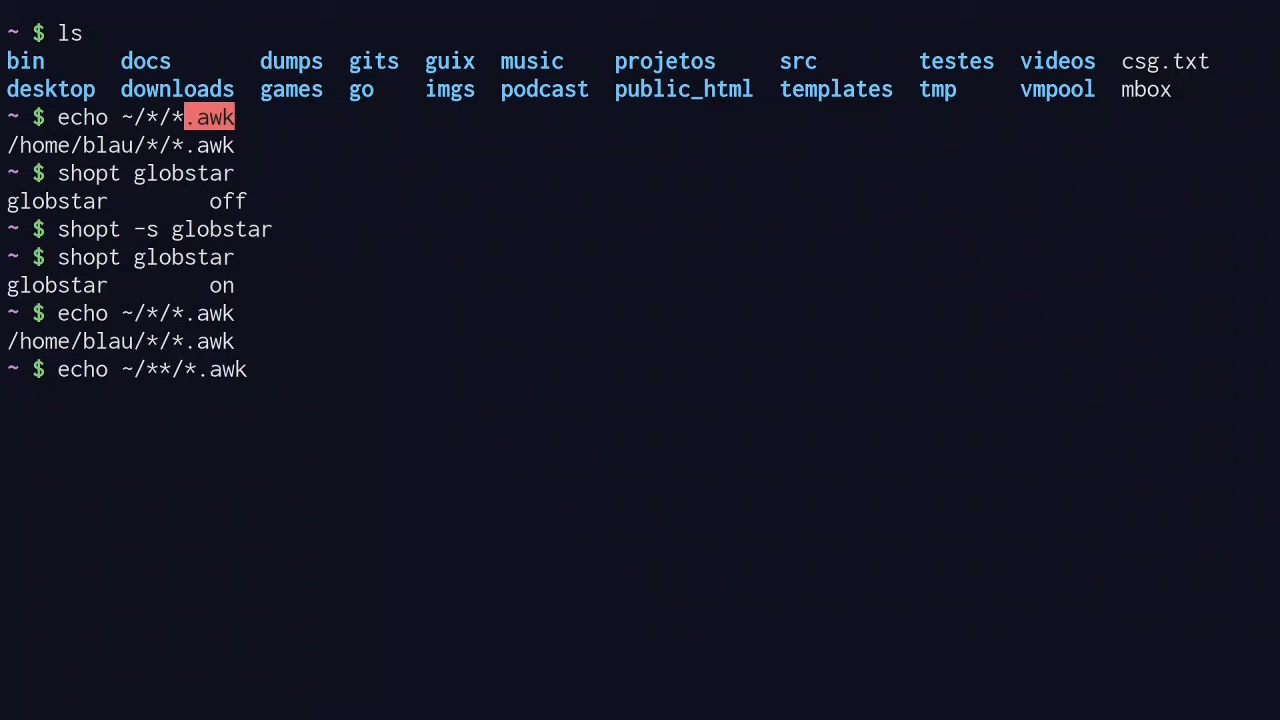 ~ $ ls
bin docs dumps gits guix music projetos src testes videos csg.txt
desktop downloads games go imgs podcast public_html templates tmp vmpool mbox
~ $ echo ~/*/*.awk
/home/blau/*/*.awk
~ $ shopt globstar
globstar off
~ $ shopt -s globstar
~ $ shopt globstar
globstar on
~ $ echo ~/*/*.awk
/home/blau/*/*.awk
~ $ echo ~/**/*.awk